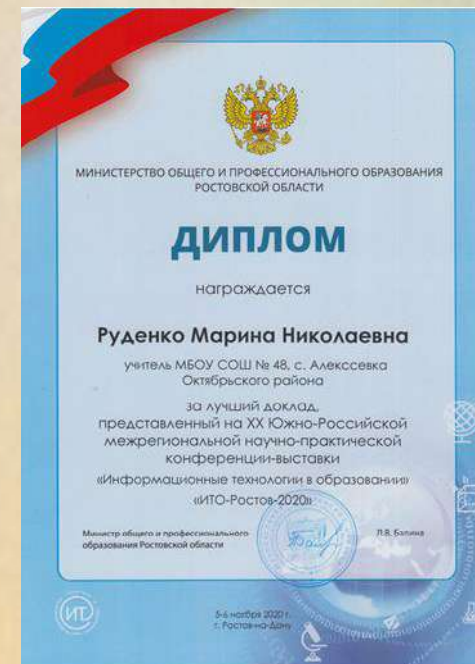 МИНИСТЕРСТВО ОБЩЕГО И ПРОФЕССИОНАЛЬНОГО ОБРАЗОВАНИЯ
РОСТОВСКОЙ ОБЛАСТИ
ДИПЛОМ
награждается
Руденко Марина Николаевна
учитель МБОУ СОШ № 48, с. Алекссевка
Октябрьского района
за лучший доклад,
представленный на XX Южно-Российской
межрегиональной научно-практической
конференции-выставки
«Информационные технологии в образовании»
«ИТО-Ростов-2020»
Министр общего и профессионального
образования Ростовской области
Л.В. Балина
5-6 ноября 2020 г.
г. Ростов-на-Дону